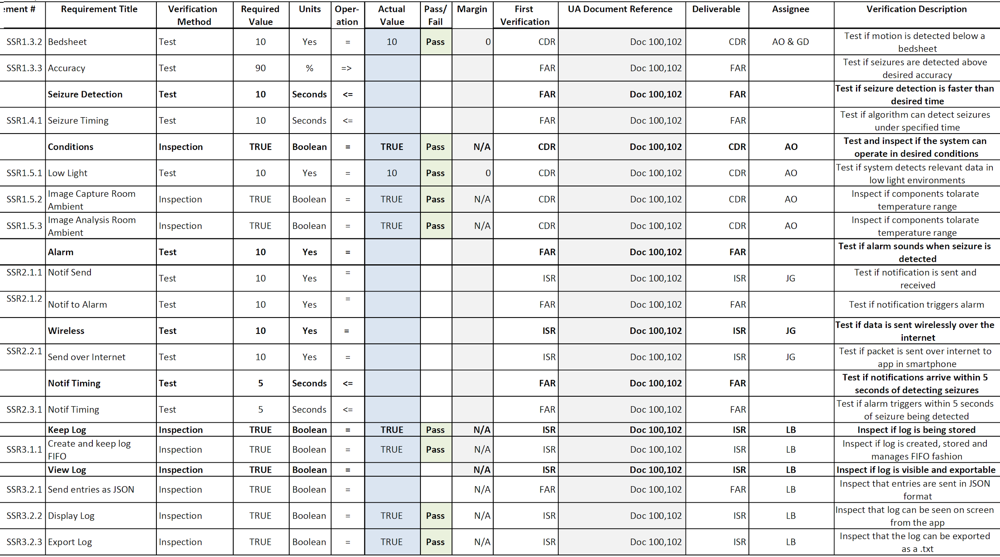 ement # Requirement Title Verification Method Required Value Units Oper-ation Actual Value Pass/Fail Margin First Verification UA Document Reference Deliverable Assignee Verification Description
SSR1.3.2 Bedsheet Test 10 Yes = 10 Pass 0 CDR Doc 100,102 CDR AO & GD Test if motion is detected below a bedsheet
SSR1.3.3 Accuracy Test 90 % => FAR Doc 100,102 FAR Test if seizures are detected above desired accuracy
Seizure Detection Test 10 Seconds <= FAR Doc 100,102 FAR Test if seizure detection is faster than desired time
SSR1.4.1 Seizure Timing Test 10 Seconds <= FAR Doc 100,102 FAR Test if algorithm can detect seizures under specified time
Conditions Inspection TRUE Boolean = TRUE Pass N/A CDR Doc 100,102 CDR AO Test and inspect if the system can operate in desired conditions
SSR1.5.1 Low Light Test 10 Yes = 10 Pass 0 CDR Doc 100,102 CDR AO Test if system detects relevant data in low light environments
SSR1.5.2 Image Capture Room Ambient Inspection TRUE Boolean = TRUE Pass N/A CDR Doc 100,102 CDR AO Inspect if components tolarate temperature range
SSR1.5.3 Image Analysis Room Ambient Inspection TRUE Boolean = TRUE Pass N/A CDR Doc 100,102 CDR AO Inspect if components tolarate temperature range
Alarm Test 10 Yes = FAR Doc 100,102 FAR Test if alarm sounds when seizure is detected
SSR2.1.1 Notif Send Test 10 Yes = ISR Doc 100,102 ISR JG Test if notification is sent and received
SSR2.1.2 Notif to Alarm Test 10 Yes = FAR Doc 100,102 FAR Test if notification triggers alarm
Wireless Test 10 Yes = ISR Doc 100,102 ISR JG Test if data is sent wirelessly over the internet
SSR2.2.1 Send over Internet Test 10 Yes = ISR Doc 100,102 ISR JG Test if packet is sent over internet to app in smartphone
Notif Timing Test 5 Seconds <= FAR Doc 100,102 FAR Test if notifications arrive within 5 seconds of detecting seizures
SSR2.3.1 Notif Timing Test 5 Seconds <= FAR Doc 100,102 FAR Test if alarm triggers within 5 seconds of seizure being detected
Keep Log Inspection TRUE Boolean = TRUE Pass N/A ISR Doc 100,102 ISR LB Inspect if log is being stored
SSR3.1.1 Create and keep log FIFO Inspection TRUE Boolean = TRUE Pass N/A ISR Doc 100,102 ISR LB Inspect if log is created, stored and manages FIFO fashion
View Log Inspection TRUE Boolean = N/A ISR Doc 100,102 ISR LB Inspect if log is visible and exportable
SSR3.2.1 Send entries as JSON Inspection TRUE Boolean = N/A FAR Doc 100,102 FAR LB Inspect that entries are sent in JSON format
SSR3.2.2 Display Log Inspection TRUE Boolean = TRUE Pass N/A ISR Doc 100,102 ISR LB Inspect that log can be seen on screen from the app
SSR3.2.3 Export Log Inspection TRUE Boolean = TRUE Pass N/A ISR Doc 100,102 ISR LB Inspect that the log can be exported as a .txt